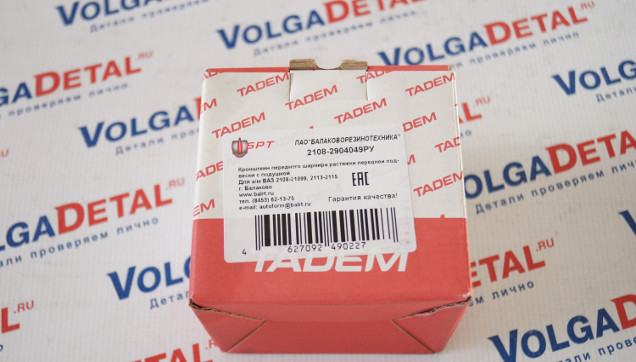 VOLGADETAL.RU
Детали проверяем лично
TADEM
БРТ
ПАО"БАЛАКОВОРЕЗИНОТЕХНИКА"
2108-2904049РУ
Кронштейн переднего шарнира растяжки передней под-
вески с подушкой
Для а/м ВАЗ 2108-21099, 2113-2115
г. Балаково
www.balrt.ru
тел. (8453) 62-13-75
e-mail: autoform@balrt.ru
EAC
Гарантия качества!
4 627092 490227
TADEM